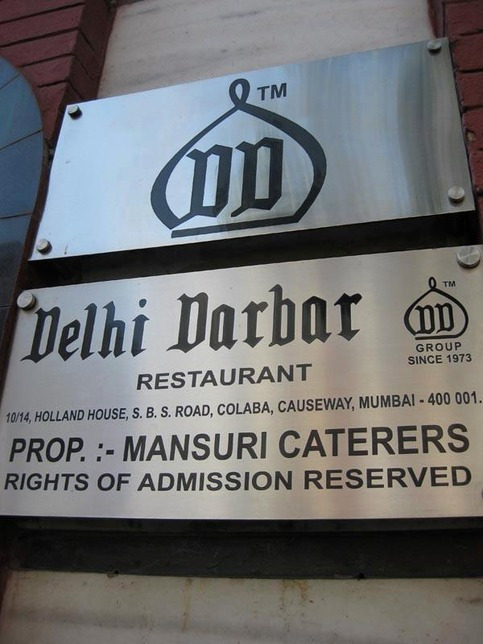 DD TM
Delhi Darbar
RESTAURANT
DD TM
GROUP
SINCE 1973
10/14, HOLLAND HOUSE, S. B. S. ROAD, COLABA, CAUSEWAY, MUMBAI - 400 001.
PROP. :- MANSURI CATERERS
RIGHTS OF ADMISSION RESERVED